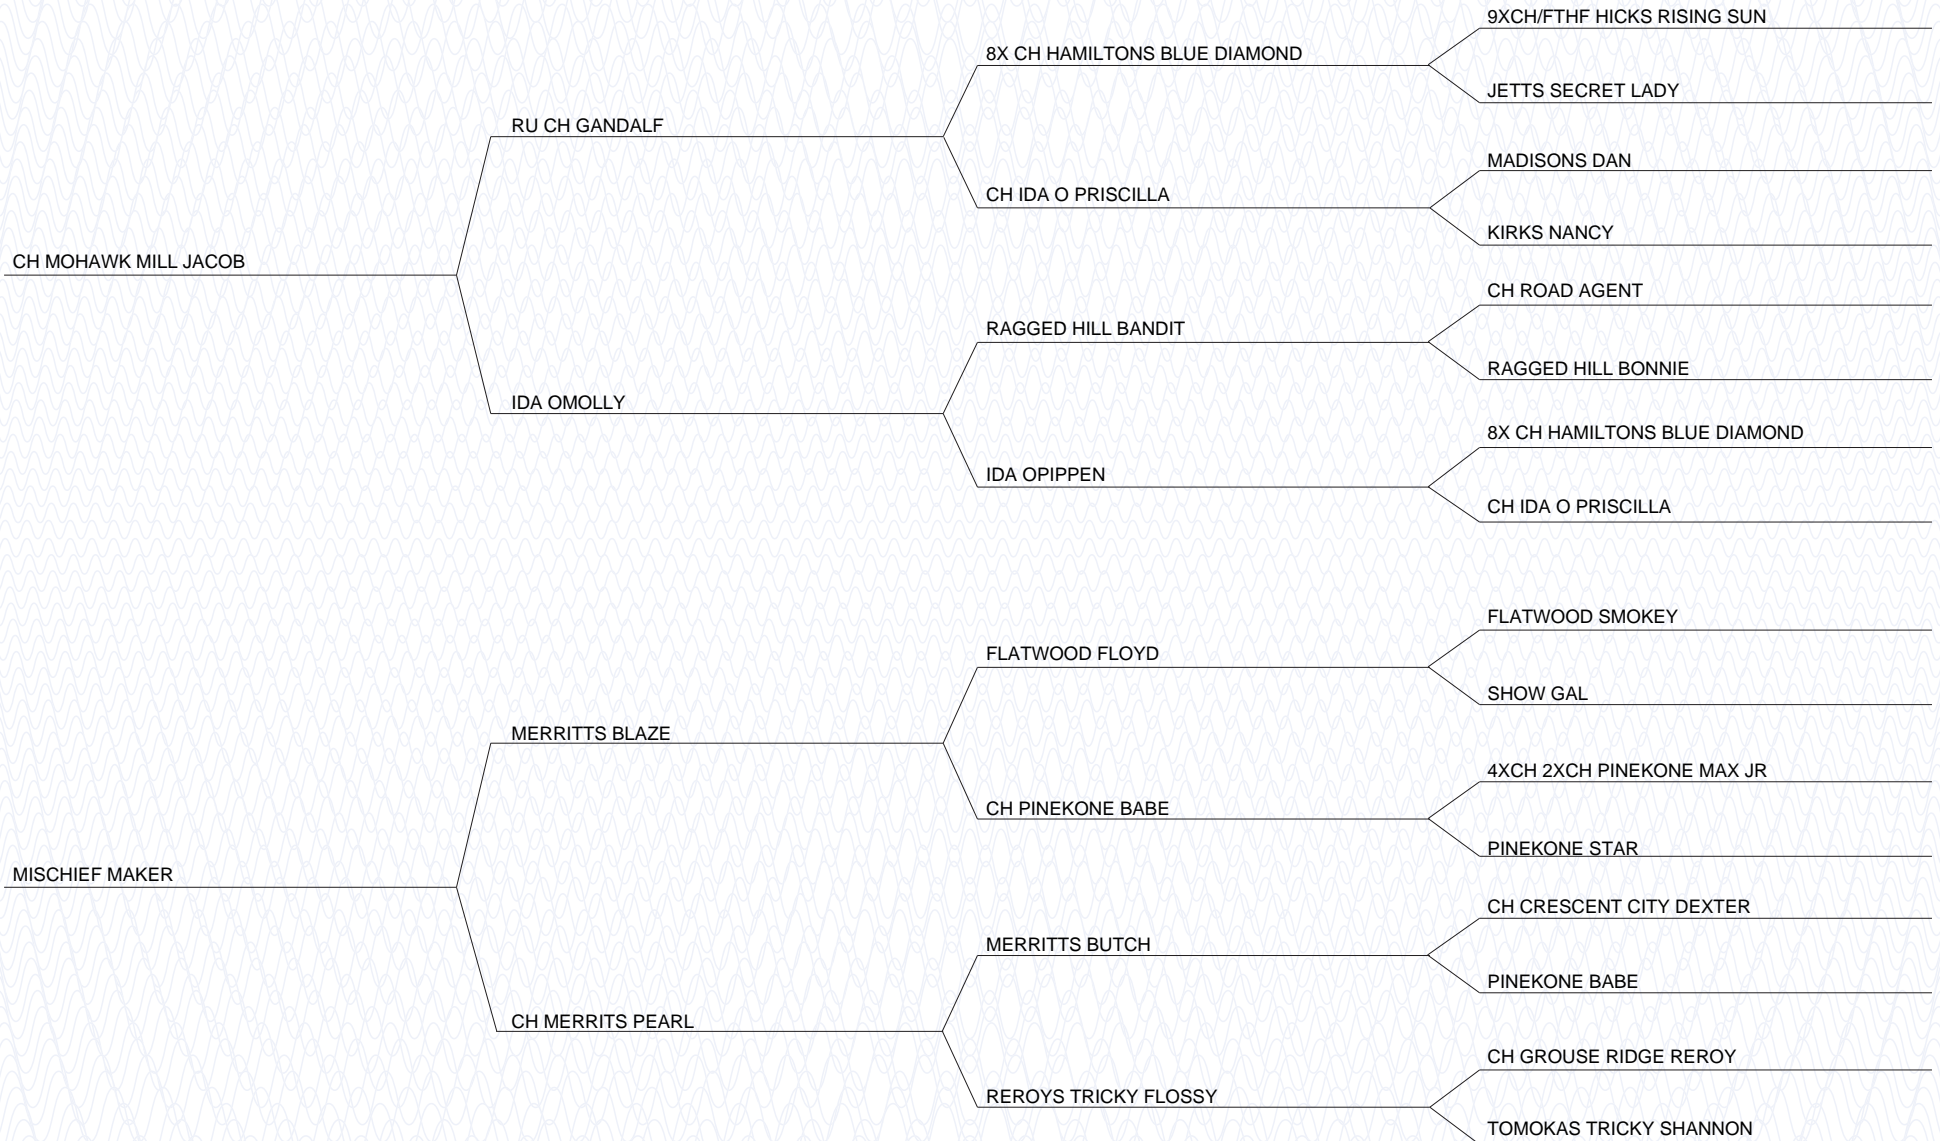 9XCH/FTHF HICKS RISING SUN
8X CH HAMILTONS BLUE DIAMOND
JETTS SECRET LADY
RU CH GANDALF
MADISONS DAN
CH IDA O PRISCILLA
KIRKS NANCY
CH MOHAWK MILL JACOB
CH ROAD AGENT
RAGGED HILL BANDIT
RAGGED HILL BONNIE
IDA OMOLLY
8X CH HAMILTONS BLUE DIAMOND
IDA OPIPPEN
CH IDA O PRISCILLA
FLATWOOD SMOKEY
FLATWOOD FLOYD
SHOW GAL
MERRITTS BLAZE
4XCH 2XCH PINEKONE MAX JR
CH PINEKONE BABE
PINEKONE STAR
MISCHIEF MAKER
CH CRESCENT CITY DEXTER
MERRITTS BUTCH
PINEKONE BABE
CH MERRITS PEARL
CH GROUSE RIDGE REROY
REROYS TRICKY FLOSSY
TOMOKAS TRICKY SHANNON